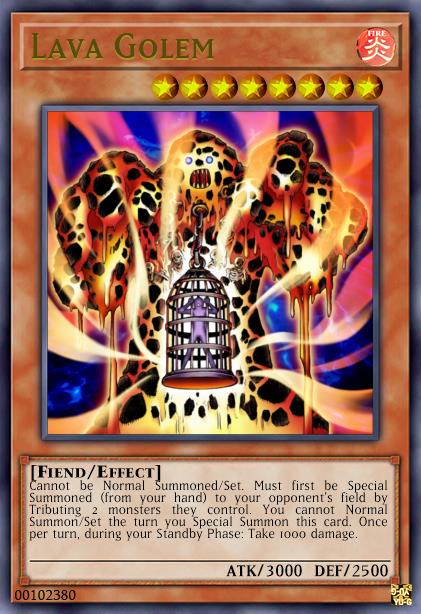 LAVA GOLEM
FIRE
炎
[FIEND/EFFECT]
Cannot be Normal Summoned/Set. Must first be Special
Summoned (from your hand) to your opponent's field by
Tributing 2 monsters they control. You cannot Normal
Summon/Set the turn you Special Summon this card. Once
per turn, during your Standby Phase: Take 1000 damage.
ATK/3000 DEF/2500
00102380